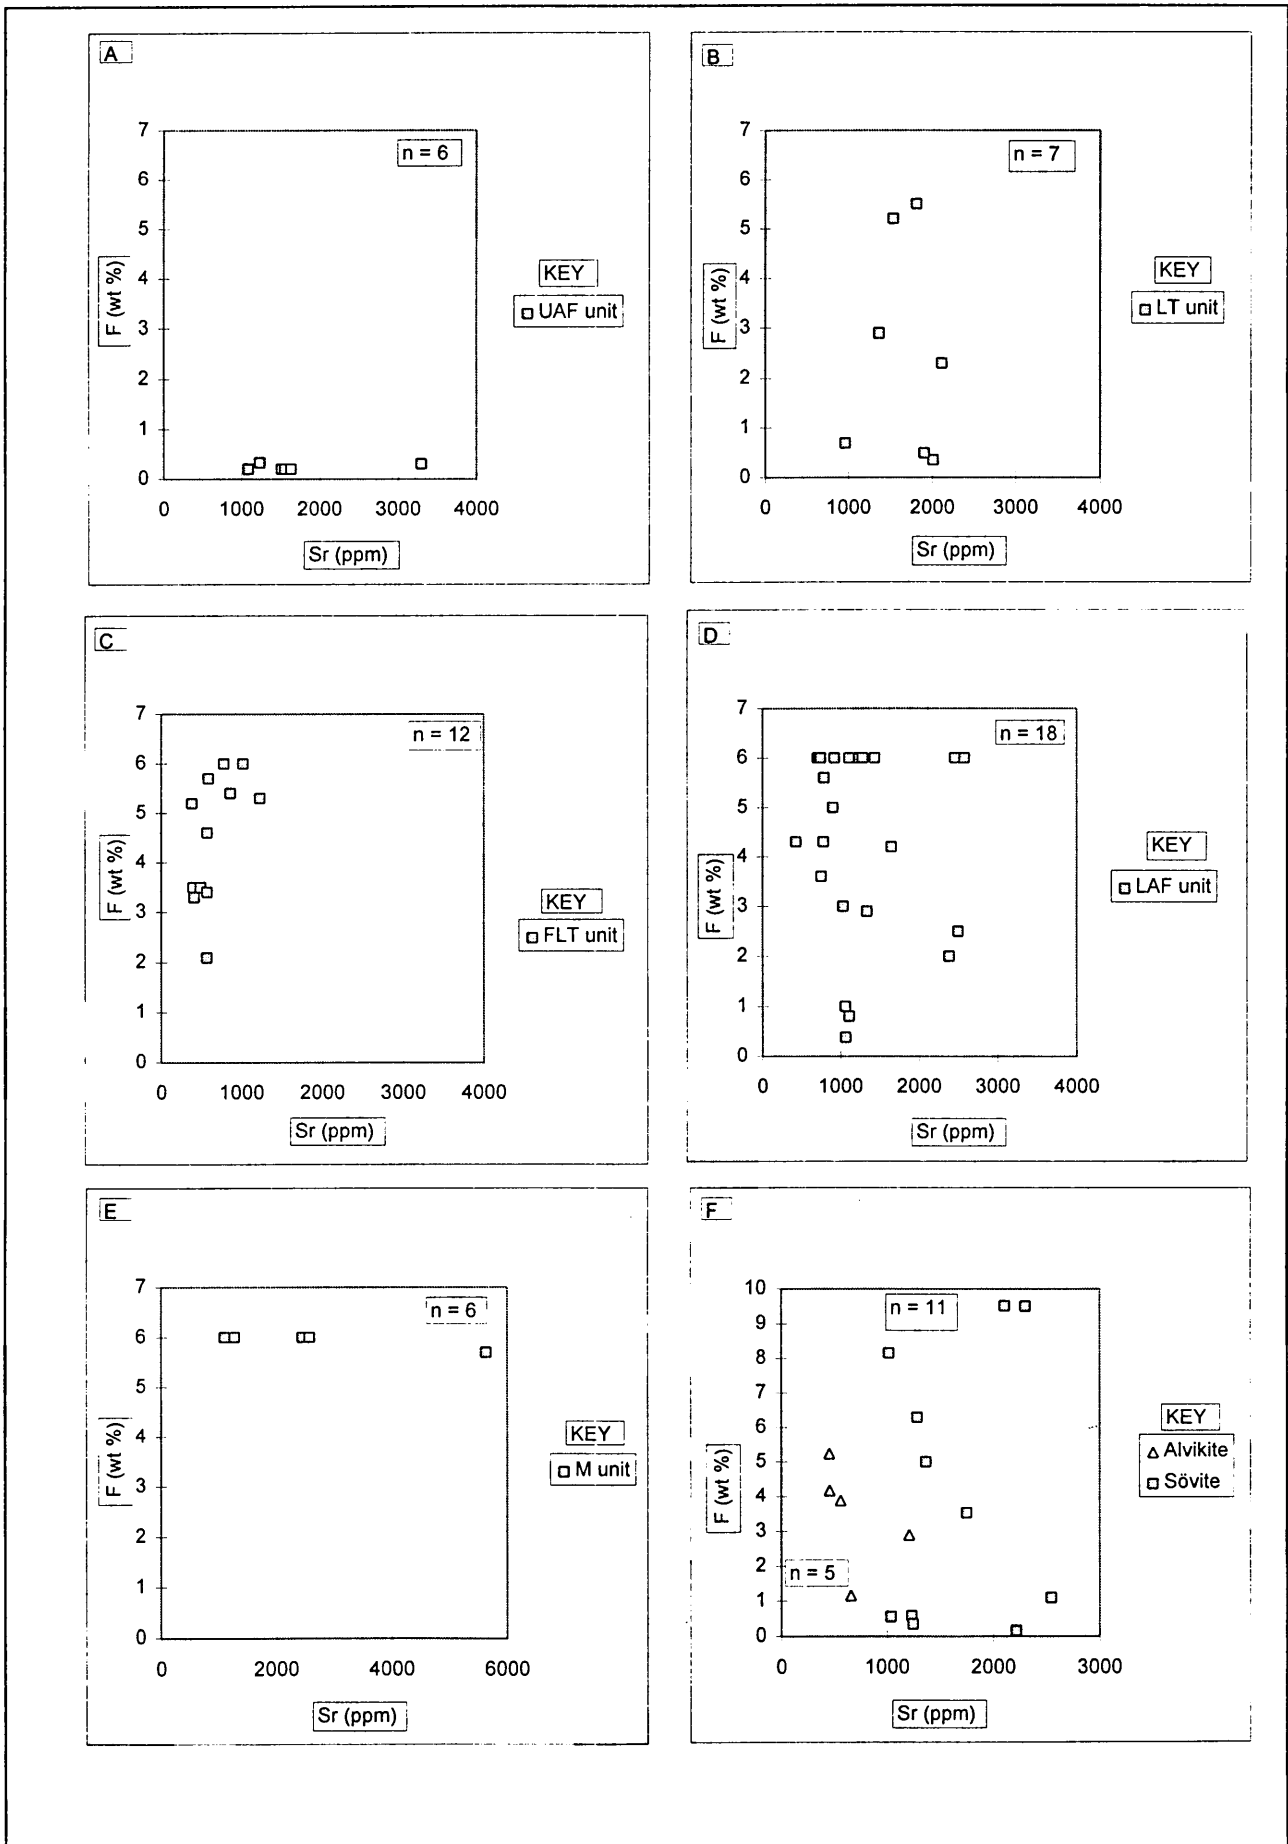 A
7
6
5
4
3
2
1
0
F (wt %)
n = 6
0 1000 2000 3000 4000
Sr (ppm)
KEY
UAF unit
B
7
6
5
4
3
2
1
0
F (wt %)
n = 7
0 1000 2000 3000 4000
Sr (ppm)
KEY
LT unit
C
7
6
5
4
3
2
1
0
F (wt %)
n = 12
0 1000 2000 3000 4000
Sr (ppm)
KEY
FLT unit
D
7
6
5
4
3
2
1
0
F (wt %)
n = 18
0 1000 2000 3000 4000
Sr (ppm)
KEY
LAF unit
E
7
6
5
4
3
2
1
0
F (wt %)
n = 6
0 2000 4000 6000
Sr (ppm)
KEY
M unit
F
10
9
8
7
6
5
4
3
2
1
0
F (wt %)
n = 11
n = 5
0 1000 2000 3000
Sr (ppm)
KEY
Alvikite
Sövite